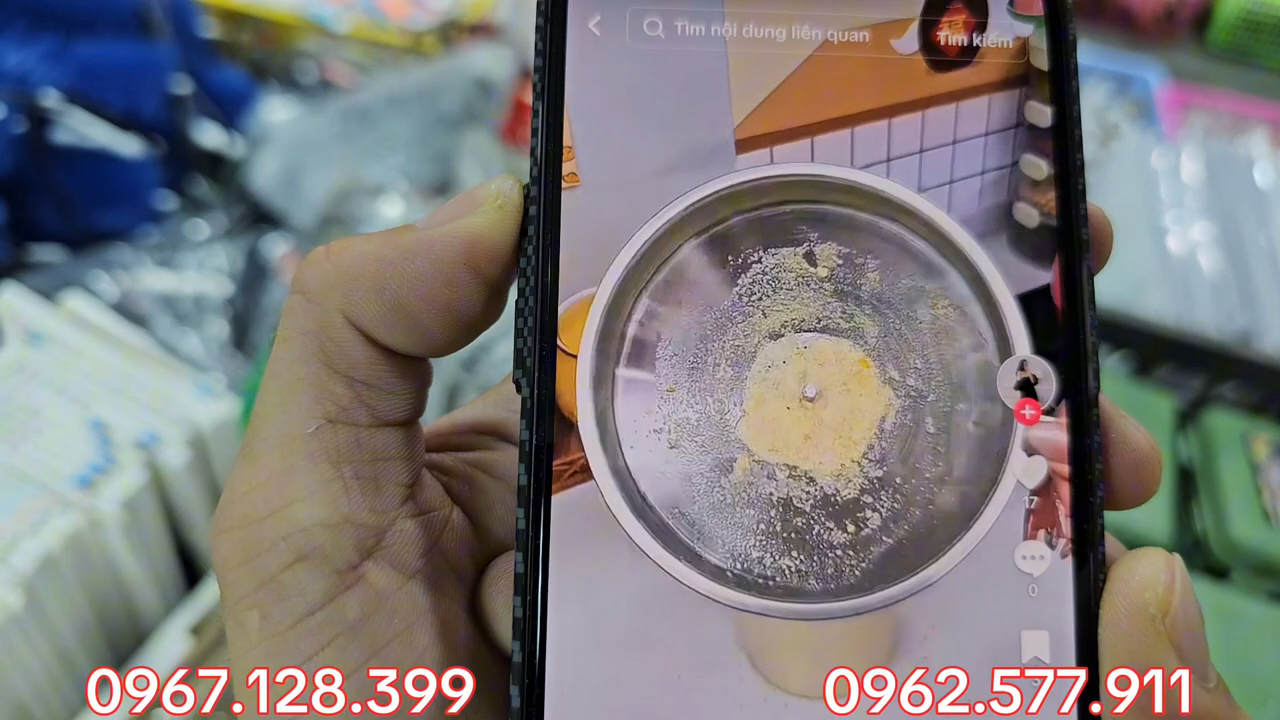 Tìm nội dung liên quan
Tìm kiếm
17
0
0967.128.399
0962.577.911